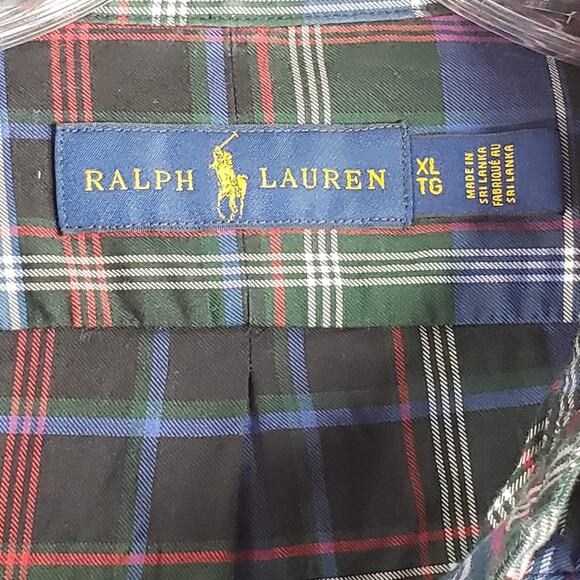 RALPH LAUREN
XL
TG
MADE IN
SRI LANKA
FABRIQUÉ AU
SRI LANKA